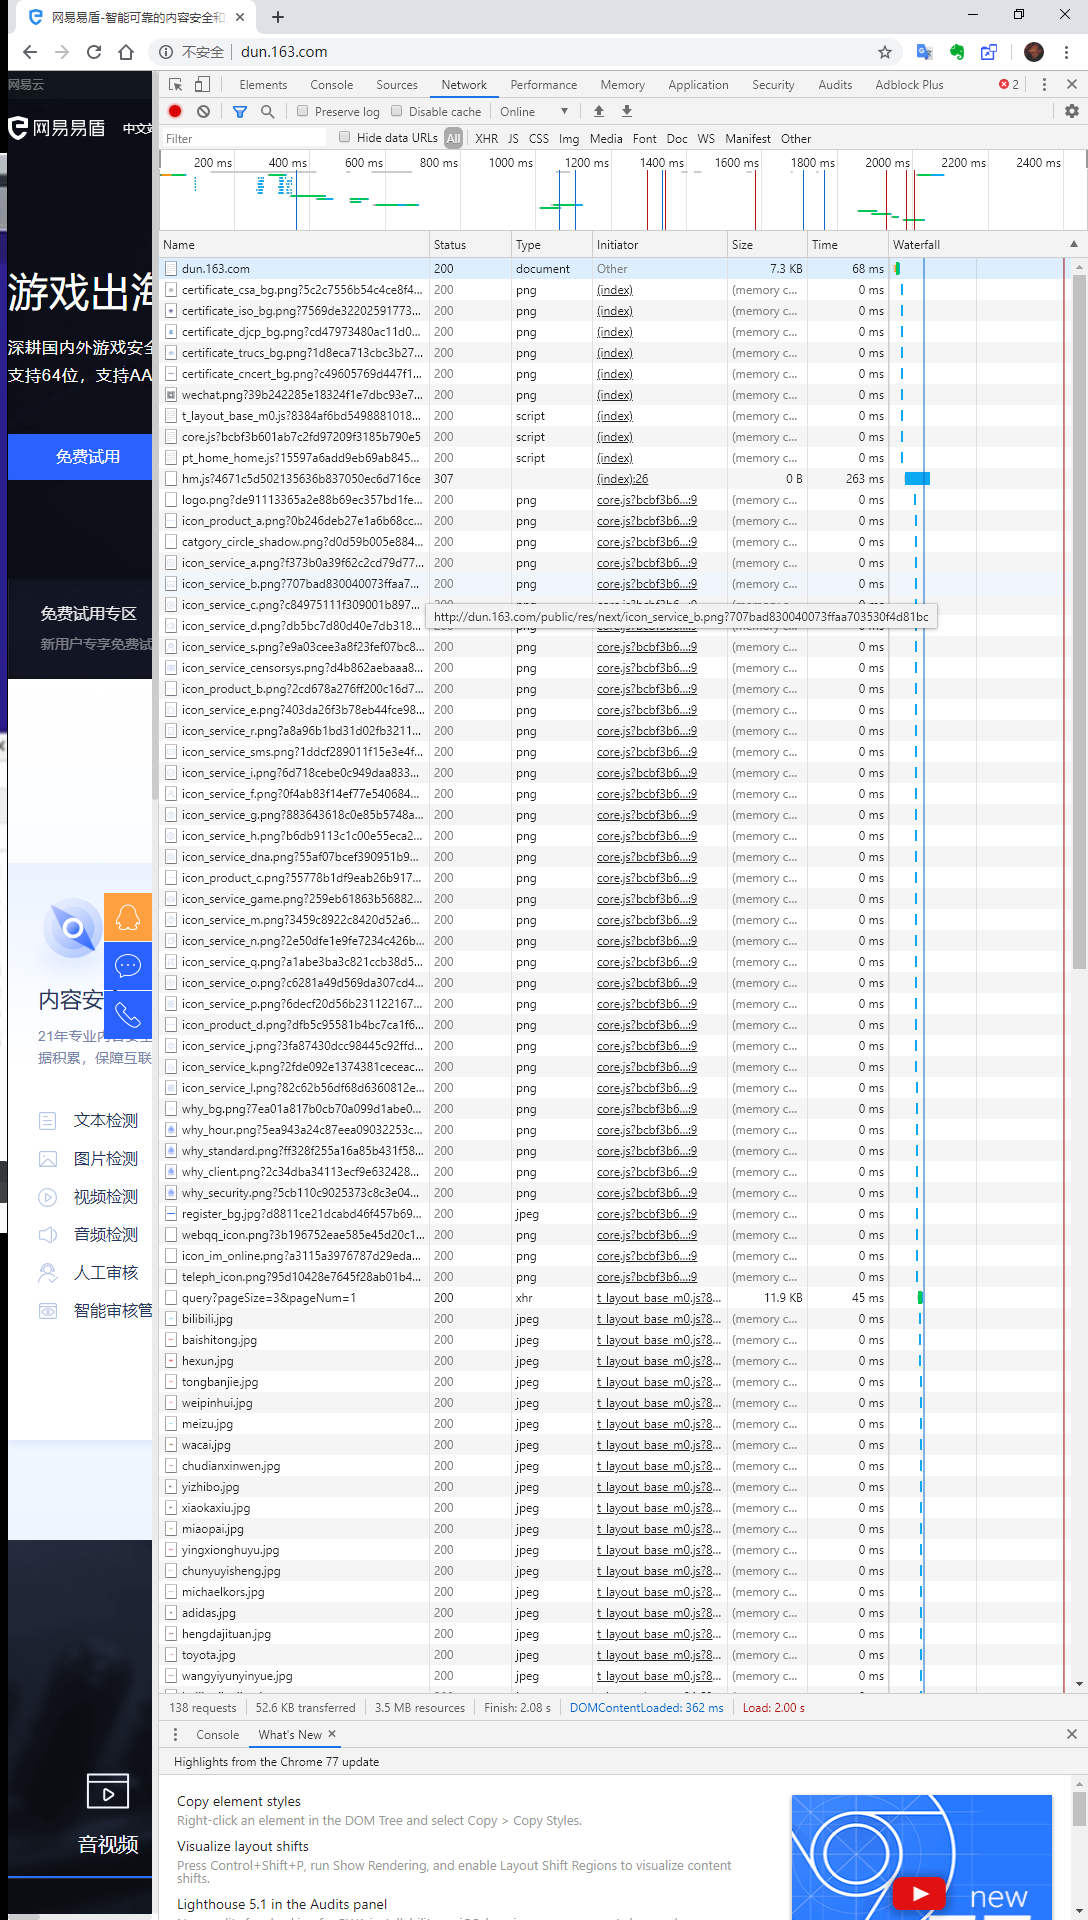 网易易盾-智能可靠的内容安全和
不安全 dun.163.com
网易云
网易易盾 中文站
游戏出海
深耕国内外游戏安全
支持64位，支持AA
免费试用
免费试用专区
新用户专享免费试
内容安全
21年专业内容安全
据积累，保障互联
文本检测
图片检测
视频检测
音频检测
人工审核
智能审核管
音视频
Elements Console Sources Network Performance Memory Application Security Audits Adblock Plus 2
Preserve log Disable cache Online
Filter Hide data URLs All XHR JS CSS Img Media Font Doc WS Manifest Other
200 ms 400 ms 600 ms 800 ms 1000 ms 1200 ms 1400 ms 1600 ms 1800 ms 2000 ms 2200 ms 2400 ms
Name Status Type Initiator Size Time Waterfall
dun.163.com 200 document Other 7.3 KB 68 ms
certificate_csa_bg.png?5c2c7556b54c4ce8f4... 200 png (index) (memory c... 0 ms
certificate_iso_bg.png?7569de32202591773... 200 png (index) (memory c... 0 ms
certificate_djcp_bg.png?cd47973480ac11d0... 200 png (index) (memory c... 0 ms
certificate_trucs_bg.png?1d8eca713cbc3b27... 200 png (index) (memory c... 0 ms
certificate_cncert_bg.png?c49605769d447f1... 200 png (index) (memory c... 0 ms
wechat.png?39b242285e18324f1e7dbc93e7... 200 png (index) (memory c... 0 ms
t_layout_base_m0.js?8384af6bd5498881018... 200 script (index) (memory c... 0 ms
core.js?bcbf3b601ab7c2fd97209f3185b790e5 200 script (index) (memory c... 0 ms
pt_home_home.js?15597a6add9eb69ab845... 200 script (index) (memory c... 0 ms
hm.js?4671c5d502135636b837050ec6d716ce 307 (index):26 0 B 263 ms
logo.png?de91113365a2e88b69ec357bd1fe... 200 png core.js?bcbf3b6...:9 (memory c... 0 ms
icon_product_a.png?0b246deb27e1a6b68cc... 200 png core.js?bcbf3b6...:9 (memory c... 0 ms
catgory_circle_shadow.png?d0d59b005e884... 200 png core.js?bcbf3b6...:9 (memory c... 0 ms
icon_service_a.png?f373b0a39f62c2cd79d77... 200 png core.js?bcbf3b6...:9 (memory c... 0 ms
icon_service_b.png?707bad830040073ffaa7... 200 png core.js?bcbf3b6...:9 (memory c... 0 ms
icon_service_c.png?c84975111f309001b897...
http://dun.163.com/public/res/next/icon_service_b.png?707bad830040073ffaa703530f4d81bc
icon_service_d.png?db5bc7d80d40e7db318...
icon_service_s.png?e9a03cee3a8f23fef07bc8... 200 png core.js?bcbf3b6...:9 (memory c... 0 ms
icon_service_censorsys.png?d4b862aebaaa8... 200 png core.js?bcbf3b6...:9 (memory c... 0 ms
icon_product_b.png?2cd678a276ff200c16d7... 200 png core.js?bcbf3b6...:9 (memory c... 0 ms
icon_service_e.png?403da26f3b78eb44fce98... 200 png core.js?bcbf3b6...:9 (memory c... 0 ms
icon_service_r.png?a8a96b1bd31d02fb3211... 200 png core.js?bcbf3b6...:9 (memory c... 0 ms
icon_service_sms.png?1ddcf289011f15e3e4f... 200 png core.js?bcbf3b6...:9 (memory c... 0 ms
icon_service_i.png?6d718cebe0c949daa833... 200 png core.js?bcbf3b6...:9 (memory c... 0 ms
icon_service_f.png?0f4ab83f14ef77e540684... 200 png core.js?bcbf3b6...:9 (memory c... 0 ms
icon_service_g.png?883643618c0e85b5748a... 200 png core.js?bcbf3b6...:9 (memory c... 0 ms
icon_service_h.png?b6db9113c1c00e55eca2... 200 png core.js?bcbf3b6...:9 (memory c... 0 ms
icon_service_dna.png?55af07bcef390951b9... 200 png core.js?bcbf3b6...:9 (memory c... 0 ms
icon_product_c.png?55778b1df9eab26b917... 200 png core.js?bcbf3b6...:9 (memory c... 0 ms
icon_service_game.png?259eb61863b56882... 200 png core.js?bcbf3b6...:9 (memory c... 0 ms
icon_service_m.png?3459c8922c8420d52a6... 200 png core.js?bcbf3b6...:9 (memory c... 0 ms
icon_service_n.png?2e50dfe1e9fe7234c426b... 200 png core.js?bcbf3b6...:9 (memory c... 0 ms
icon_service_q.png?a1abe3ba3c821ccb38d5... 200 png core.js?bcbf3b6...:9 (memory c... 0 ms
icon_service_o.png?c6281a49d569da307cd4... 200 png core.js?bcbf3b6...:9 (memory c... 0 ms
icon_service_p.png?6decf20d56b231122167... 200 png core.js?bcbf3b6...:9 (memory c... 0 ms
icon_product_d.png?dfb5c95581b4bc7ca1f6... 200 png core.js?bcbf3b6...:9 (memory c... 0 ms
icon_service_j.png?3fa87430dcc98445c92ffd... 200 png core.js?bcbf3b6...:9 (memory c... 0 ms
icon_service_k.png?2fde092e1374381ceceac... 200 png core.js?bcbf3b6...:9 (memory c... 0 ms
icon_service_l.png?82c62b56df68d6360812e... 200 png core.js?bcbf3b6...:9 (memory c... 0 ms
why_bg.png?7ea01a817b0cb70a099d1abe0... 200 png core.js?bcbf3b6...:9 (memory c... 0 ms
why_hour.png?5ea943a24c87eea09032253c... 200 png core.js?bcbf3b6...:9 (memory c... 0 ms
why_standard.png?ff328f255a16a85b431f58... 200 png core.js?bcbf3b6...:9 (memory c... 0 ms
why_client.png?2c34dba34113ecf9e632428... 200 png core.js?bcbf3b6...:9 (memory c... 0 ms
why_security.png?5cb110c9025373c8c3e04... 200 png core.js?bcbf3b6...:9 (memory c... 0 ms
register_bg.jpg?d8811ce21dcabd46f457b69... 200 jpeg core.js?bcbf3b6...:9 (memory c... 0 ms
webqq_icon.png?3b196752eae585e45d20c1... 200 png core.js?bcbf3b6...:9 (memory c... 0 ms
icon_im_online.png?a3115a3976787d29eda... 200 png core.js?bcbf3b6...:9 (memory c... 0 ms
teleph_icon.png?95d10428e7645f28ab01b4... 200 png core.js?bcbf3b6...:9 (memory c... 0 ms
query?pageSize=3&pageNum=1 200 xhr t_layout_base_m0.js?8... 11.9 KB 45 ms
bilibili.jpg 200 jpeg t_layout_base_m0.js?8... (memory c... 0 ms
baishitong.jpg 200 jpeg t_layout_base_m0.js?8... (memory c... 0 ms
hexun.jpg 200 jpeg t_layout_base_m0.js?8... (memory c... 0 ms
tongbanjie.jpg 200 jpeg t_layout_base_m0.js?8... (memory c... 0 ms
weipinhui.jpg 200 jpeg t_layout_base_m0.js?8... (memory c... 0 ms
meizu.jpg 200 jpeg t_layout_base_m0.js?8... (memory c... 0 ms
wacai.jpg 200 jpeg t_layout_base_m0.js?8... (memory c... 0 ms
chudianxinwen.jpg 200 jpeg t_layout_base_m0.js?8... (memory c... 0 ms
yizhibo.jpg 200 jpeg t_layout_base_m0.js?8... (memory c... 0 ms
xiaokaxiu.jpg 200 jpeg t_layout_base_m0.js?8... (memory c... 0 ms
miaopai.jpg 200 jpeg t_layout_base_m0.js?8... (memory c... 0 ms
yingxionghuyu.jpg 200 jpeg t_layout_base_m0.js?8... (memory c... 0 ms
chunyuyisheng.jpg 200 jpeg t_layout_base_m0.js?8... (memory c... 0 ms
michaelkors.jpg 200 jpeg t_layout_base_m0.js?8... (memory c... 0 ms
adidas.jpg 200 jpeg t_layout_base_m0.js?8... (memory c... 0 ms
hengdajituan.jpg 200 jpeg t_layout_base_m0.js?8... (memory c... 0 ms
toyota.jpg 200 jpeg t_layout_base_m0.js?8... (memory c... 0 ms
wangyiyunyinyue.jpg 200 jpeg t_layout_base_m0.js?8... (memory c... 0 ms
138 requests 52.6 KB transferred 3.5 MB resources Finish: 2.08 s DOMContentLoaded: 362 ms Load: 2.00 s
Console What's New
Highlights from the Chrome 77 update
Copy element styles
Right-click an element in the DOM Tree and select Copy > Copy Styles.
Visualize layout shifts
Press Control+Shift+P, run Show Rendering, and enable Layout Shift Regions to visualize content
shifts.
Lighthouse 5.1 in the Audits panel
new